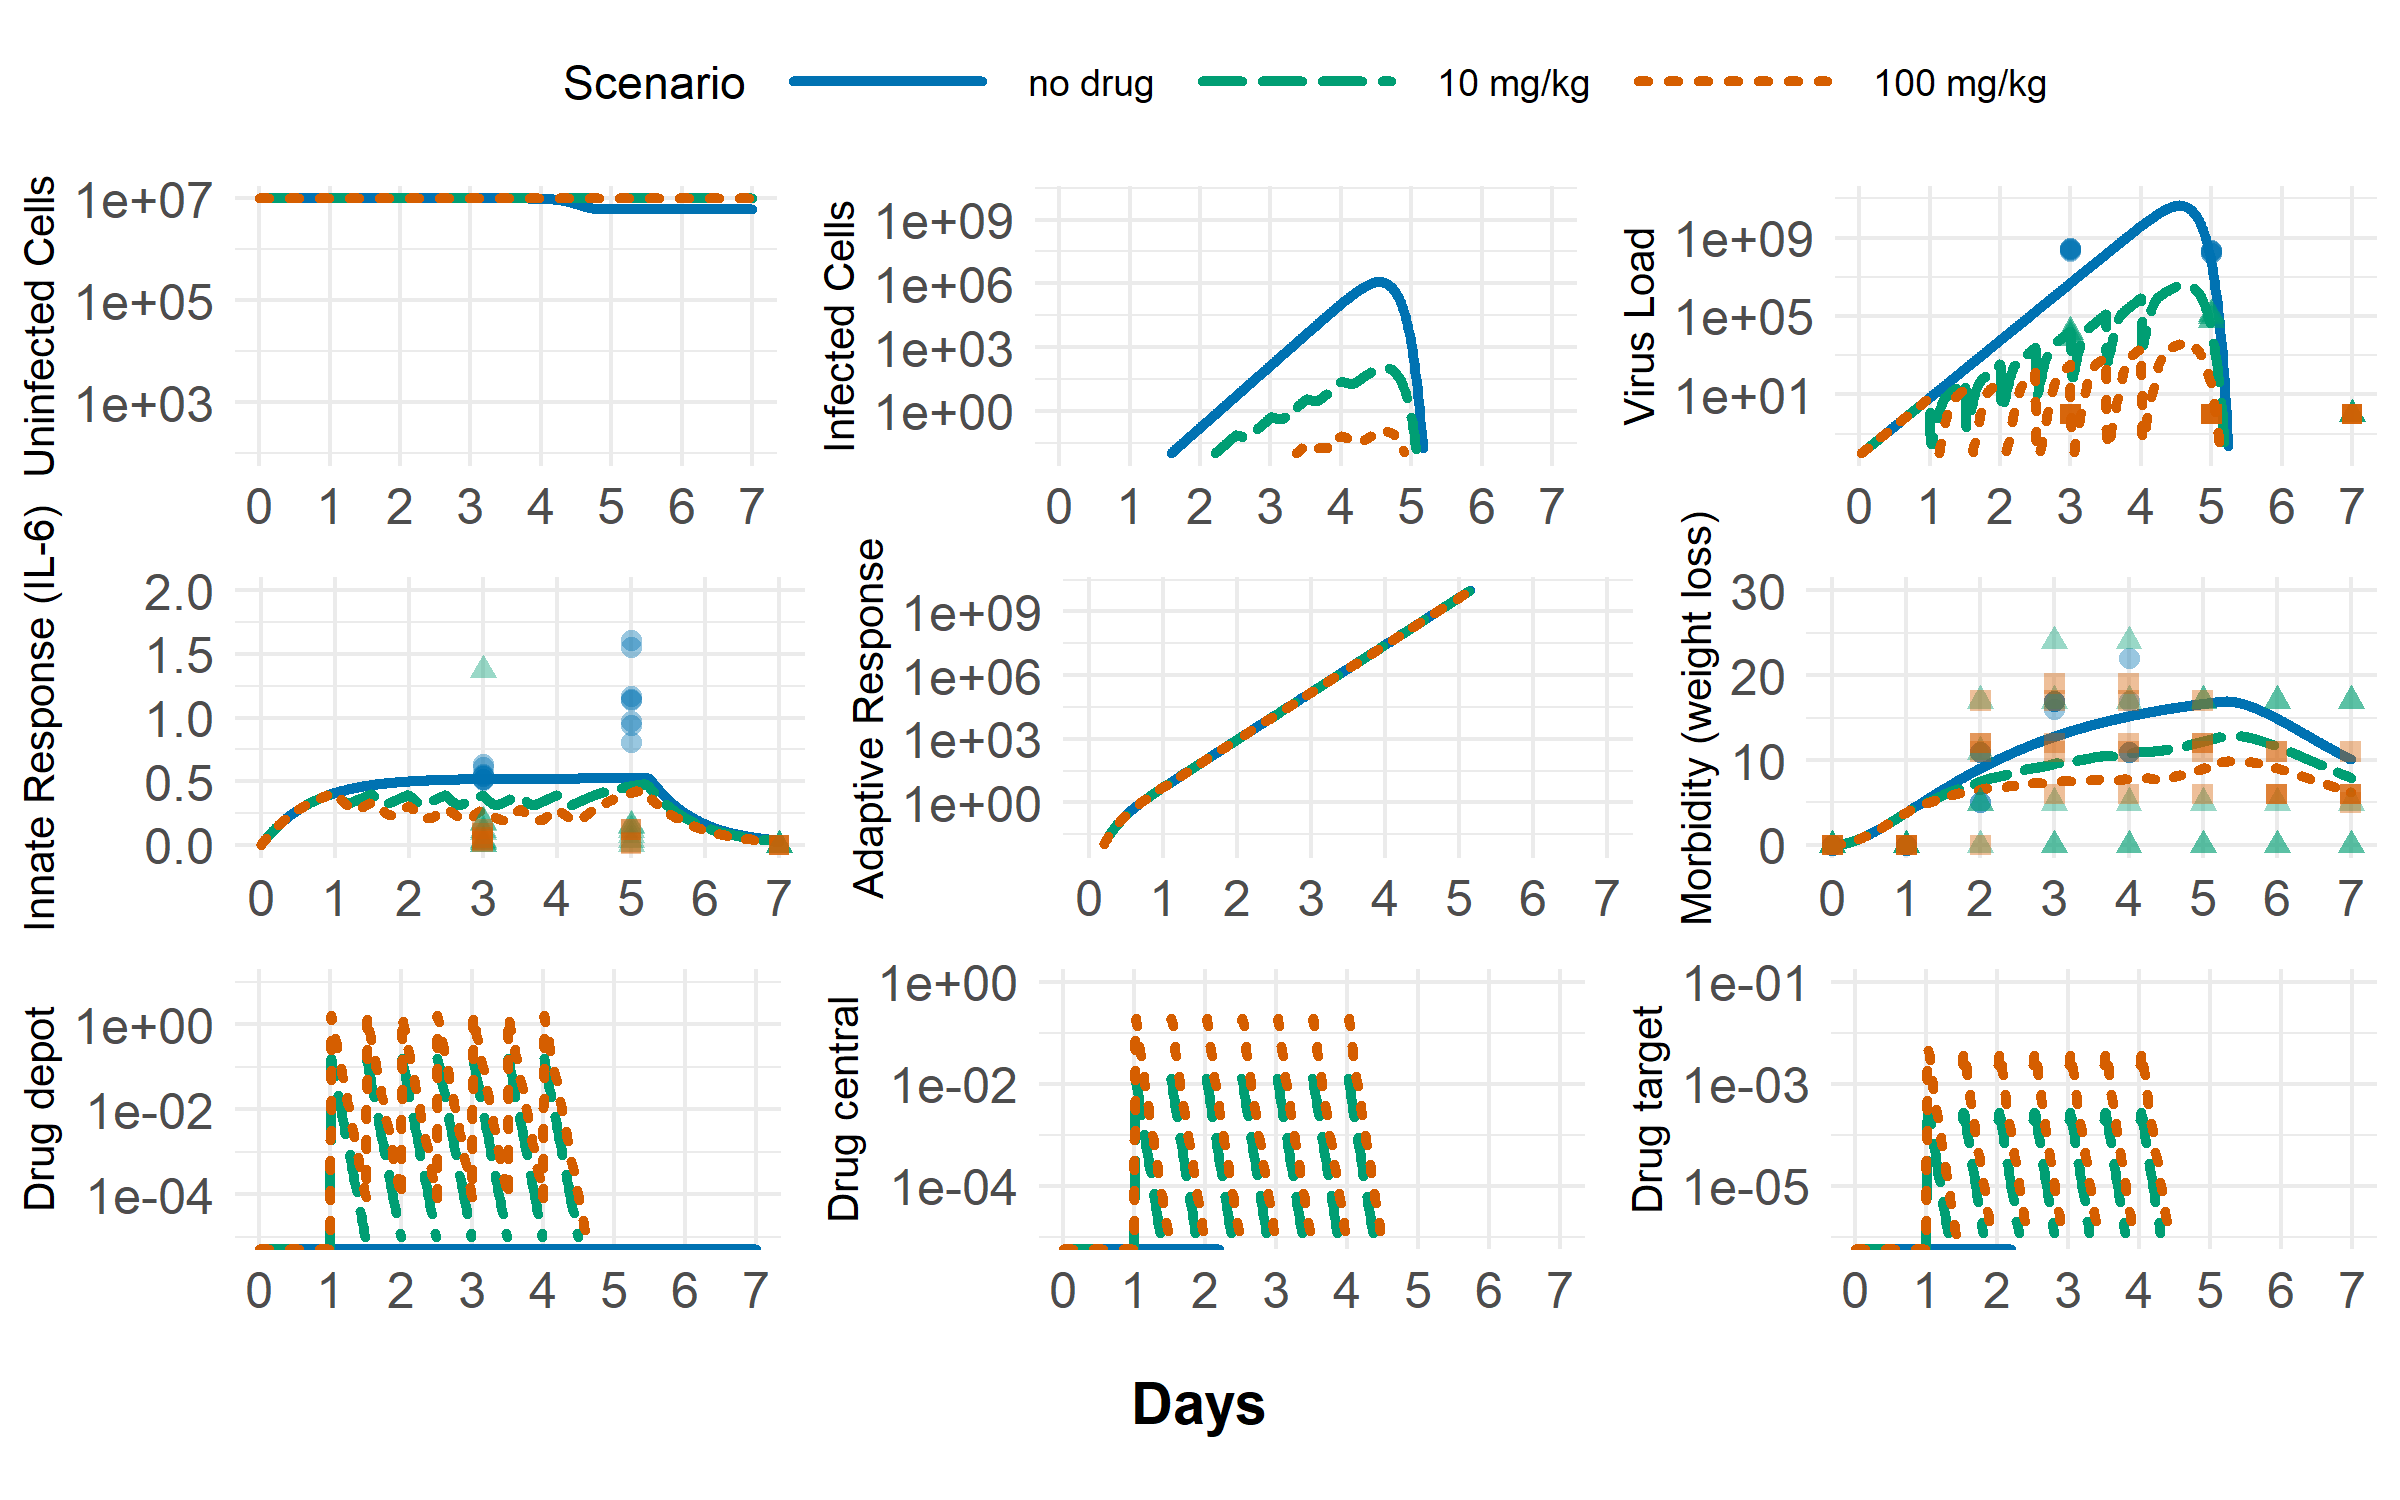 Scenario no drug 10 mg/kg 100 mg/kg
Uninfected Cells
1e+07
1e+05
1e+03
0 1 2 3 4 5 6 7
Infected Cells
1e+09
1e+06
1e+03
1e+00
0 1 2 3 4 5 6 7
Virus Load
1e+09
1e+05
1e+01
0 1 2 3 4 5 6 7
Innate Response (IL-6)
2.0
1.5
1.0
0.5
0.0
0 1 2 3 4 5 6 7
Adaptive Response
1e+09
1e+06
1e+03
1e+00
0 1 2 3 4 5 6 7
Morbidity (weight loss)
30
20
10
0
0 1 2 3 4 5 6 7
Drug depot
1e+00
1e-02
1e-04
0 1 2 3 4 5 6 7
Drug central
1e+00
1e-02
1e-04
0 1 2 3 4 5 6 7
Drug target
1e-01
1e-03
1e-05
0 1 2 3 4 5 6 7
Days